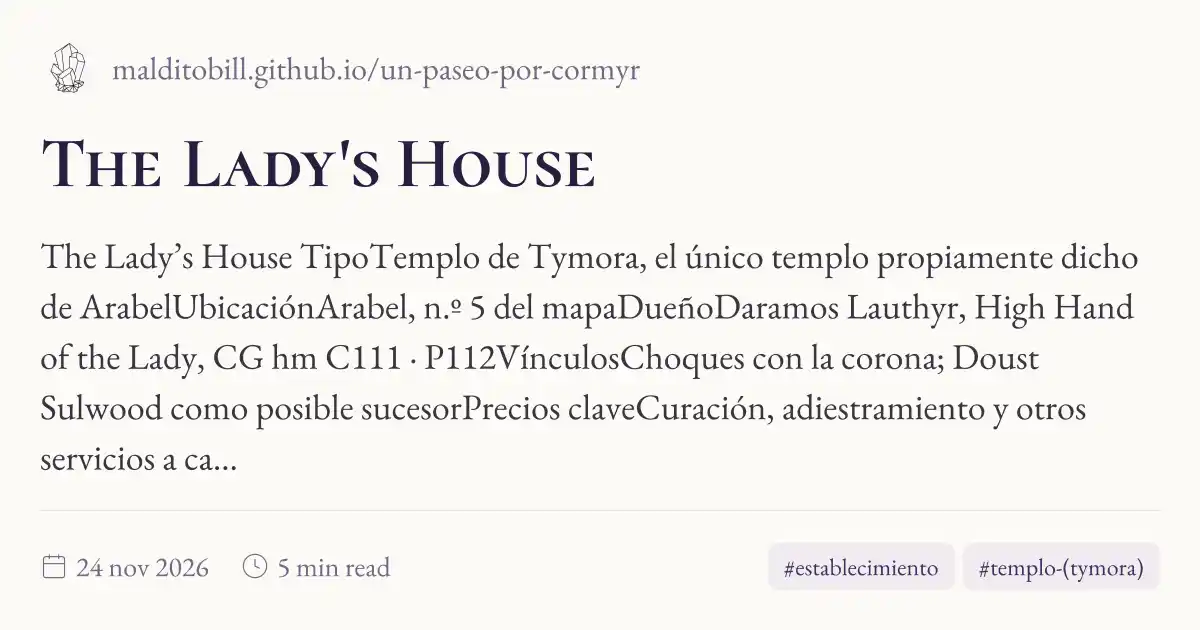 malditobill.github.io/un-paseo-por-cormyr
The Lady's House
The Lady’s House TipoTemplo de Tymora, el único templo propiamente dicho
de ArabelUbicaciónArabel, n.º 5 del mapaDueñoDaramos Lauthyr, High Hand
of the Lady, CG hm C111 · P112VínculosChoques con la corona; Doust
Sulwood como posible sucesorPrecios claveCuración, adiestramiento y otros
servicios a ca...
24 nov 2026 5 min read #establecimiento #templo-(tymora)